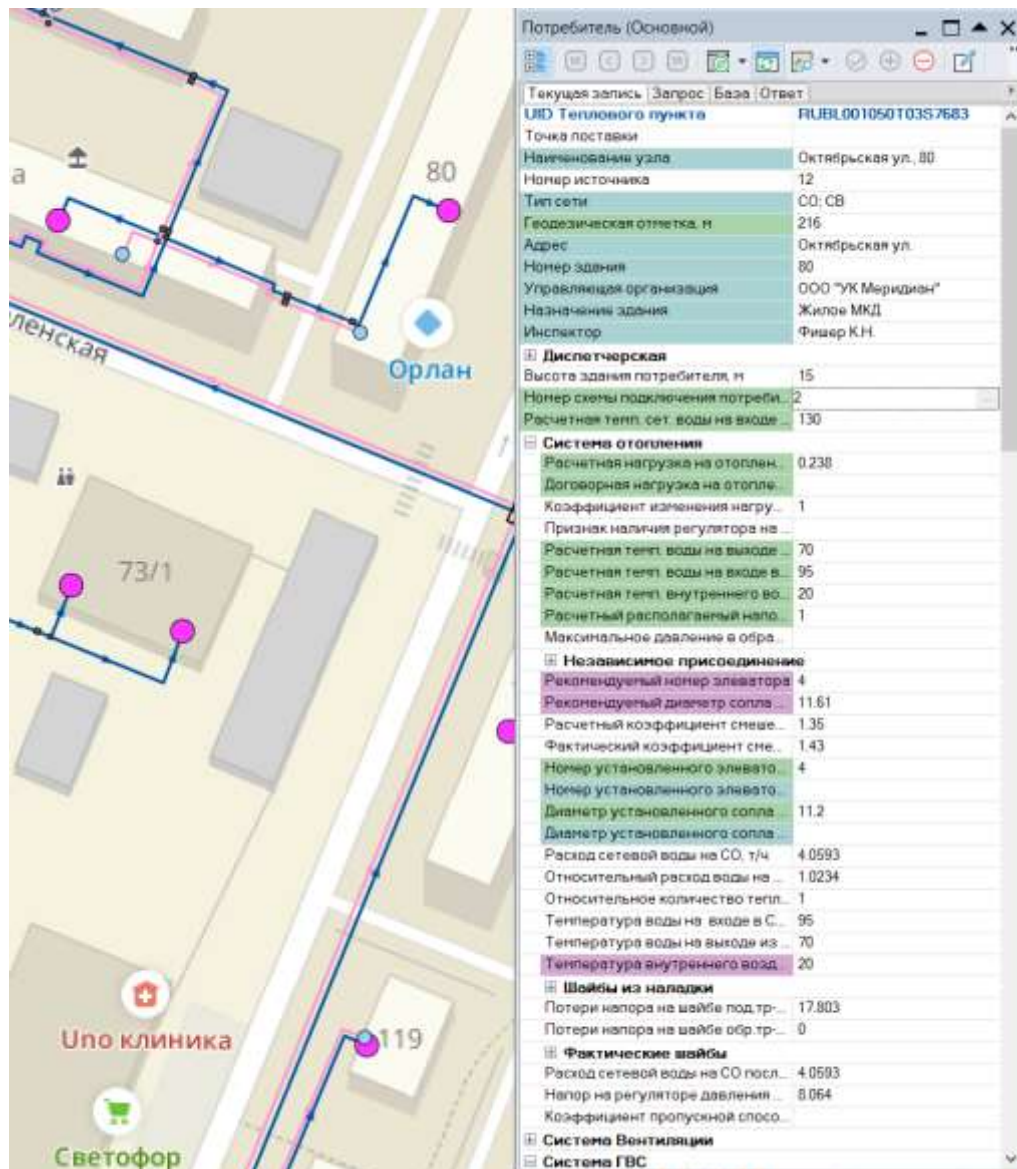 а
80
ленская
Орлан
73/1
Uno клиника
119
Светофор
Потребитель (Основной)
Текущая запись Запрос База Ответ
UID Теплового пункта RUBL001050T03S7683
Точка поставки
Наименование узла Октябрьская ул., 80
Номер источника 12
Тип сети СО; СВ
Геодезическая отметка, м 216
Адрес Октябрьская ул.
Номер здания 80
Управляющая организация ООО "УК Меридиан"
Назначение здания Жилое МКД
Инспектор Фишер К.Н.
Диспетчерская
Высота здания потребителя, м 15
Номер схемы подключения потреби... 2
Расчетная темп. сет. воды на входе ... 130
Система отопления
Расчетная нагрузка на отоплен... 0.238
Договорная нагрузка на отопле...
Коэффициент изменения нагру... 1
Признак наличия регулятора на ...
Расчетная темп. воды на выходе ... 70
Расчетная темп. воды на входе в... 95
Расчетная темп. внутреннего во... 20
Расчетный располагаемый напо... 1
Максимальное давление в обра...
Независимое присоединение
Рекомендуемый номер элеватора 4
Рекомендуемый диаметр сопла ... 11.61
Расчетный коэффициент смеше... 1.35
Фактический коэффициент сме... 1.43
Номер установленного элевато... 4
Номер установленного элевато...
Диаметр установленного сопла ... 11.2
Диаметр установленного сопла ...
Расход сетевой воды на СО, т/ч 4.0593
Относительный расход воды на ... 1.0234
Относительное количество тепл... 1
Температура воды на входе в С... 95
Температура воды на выходе из ... 70
Температура внутреннего возд... 20
Шайбы из наладки
Потери напора на шайбе под.тр-... 17.803
Потери напора на шайбе обр.тр-... 0
Фактические шайбы
Расход сетевой воды на СО посл... 4.0593
Напор на регуляторе давления ... 8.064
Коэффициент пропускной спосо...
Система Вентиляции
Система ГВС